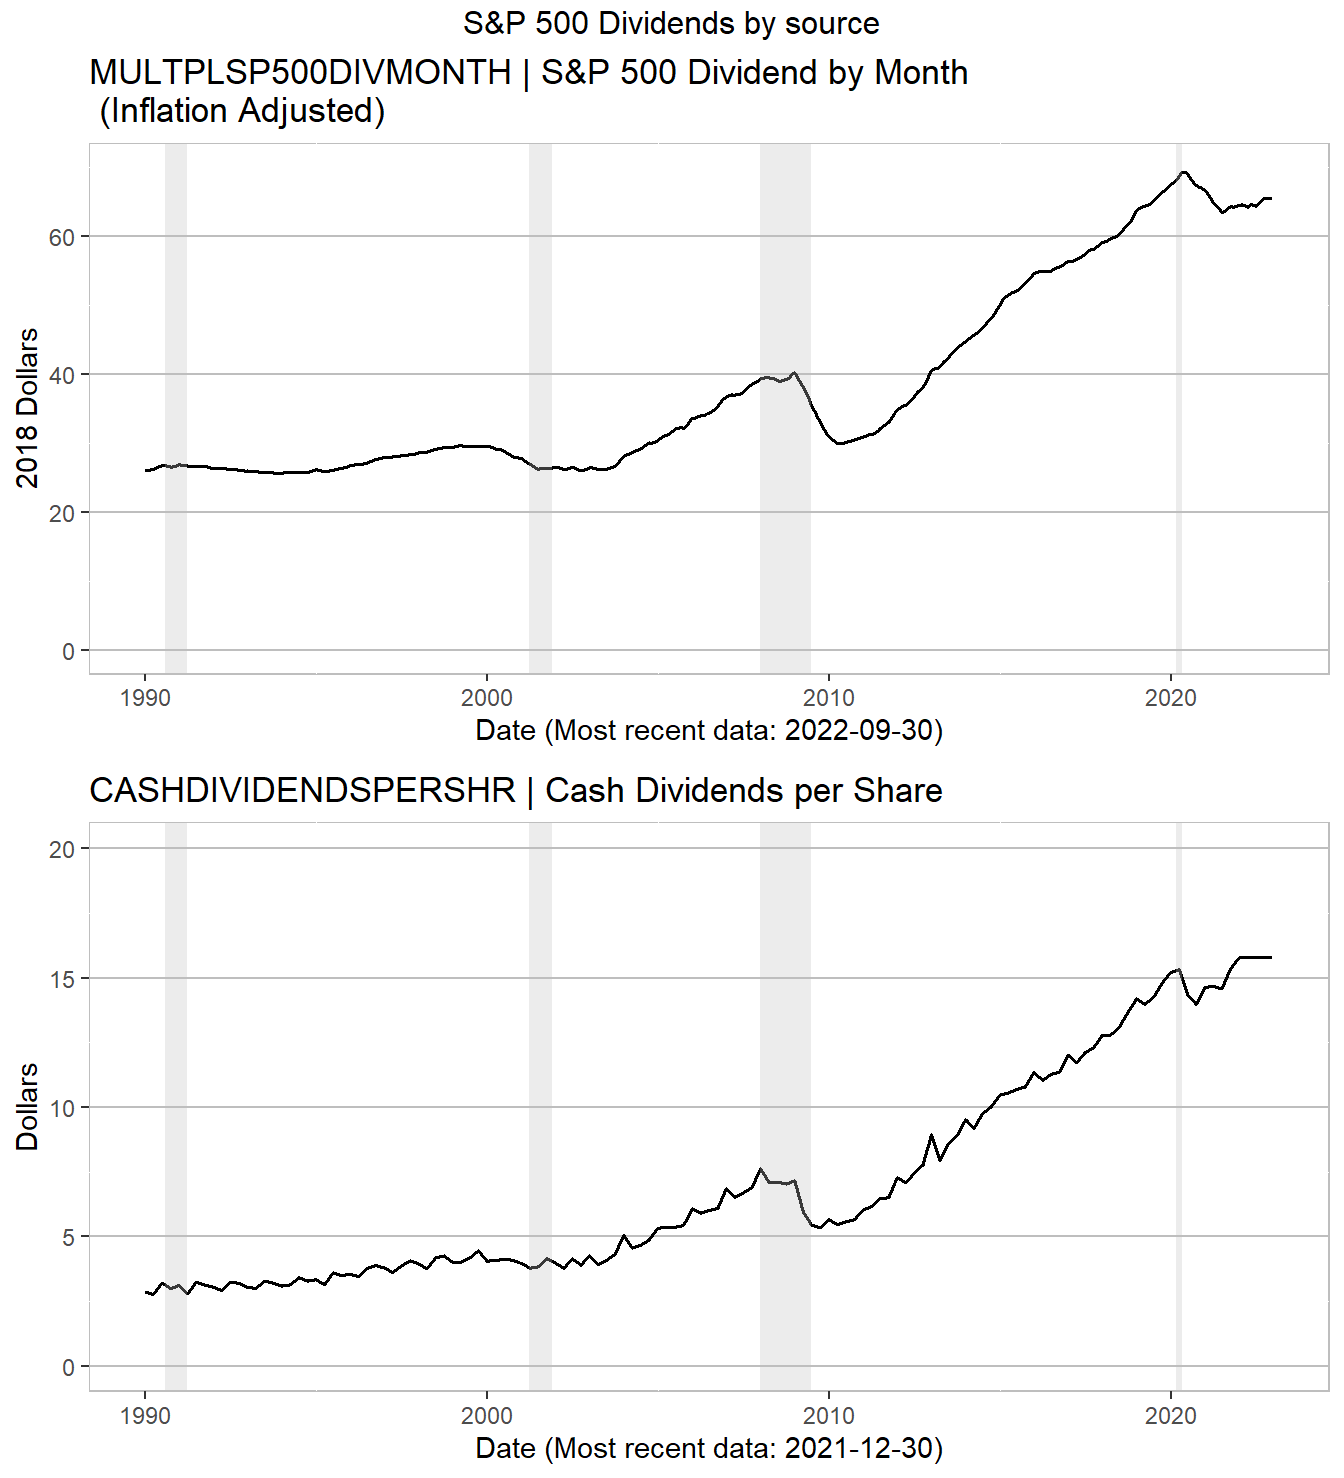 S&P 500 Dividends by source
MULTPLSP500DIVMONTH | S&P 500 Dividend by Month
(Inflation Adjusted)
2018 Dollars
60
40
20
0
1990 2000 2010 2020
Date (Most recent data: 2022-09-30)
CASHDIVIDENDSPERSHR | Cash Dividends per Share
Dollars
20
15
10
5
0
1990 2000 2010 2020
Date (Most recent data: 2021-12-30)